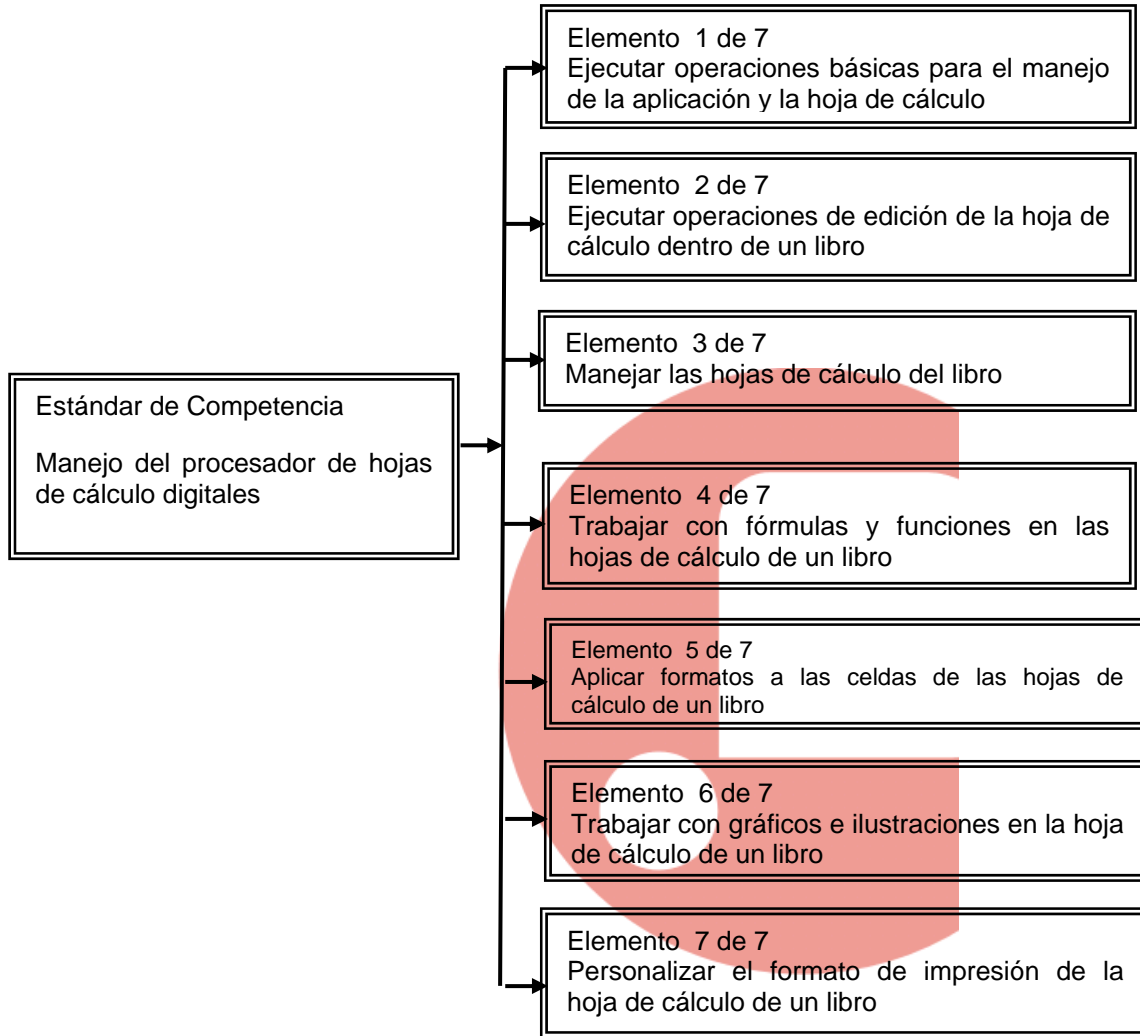 Elemento 1 de 7
Ejecutar operaciones básicas para el manejo
de la aplicación y la hoja de cálculo
Elemento 2 de 7
Ejecutar operaciones de edición de la hoja de
cálculo dentro de un libro
Elemento 3 de 7
Manejar las hojas de cálculo del libro
Estándar de Competencia
Manejo del procesador de hojas
de cálculo digitales
Elemento 4 de 7
Trabajar con fórmulas y funciones en las
hojas de cálculo de un libro
Elemento 5 de 7
Aplicar formatos a las celdas de las hojas de
cálculo de un libro
Elemento 6 de 7
Trabajar con gráficos e ilustraciones en la hoja
de cálculo de un libro
Elemento 7 de 7
Personalizar el formato de impresión de la
hoja de cálculo de un libro